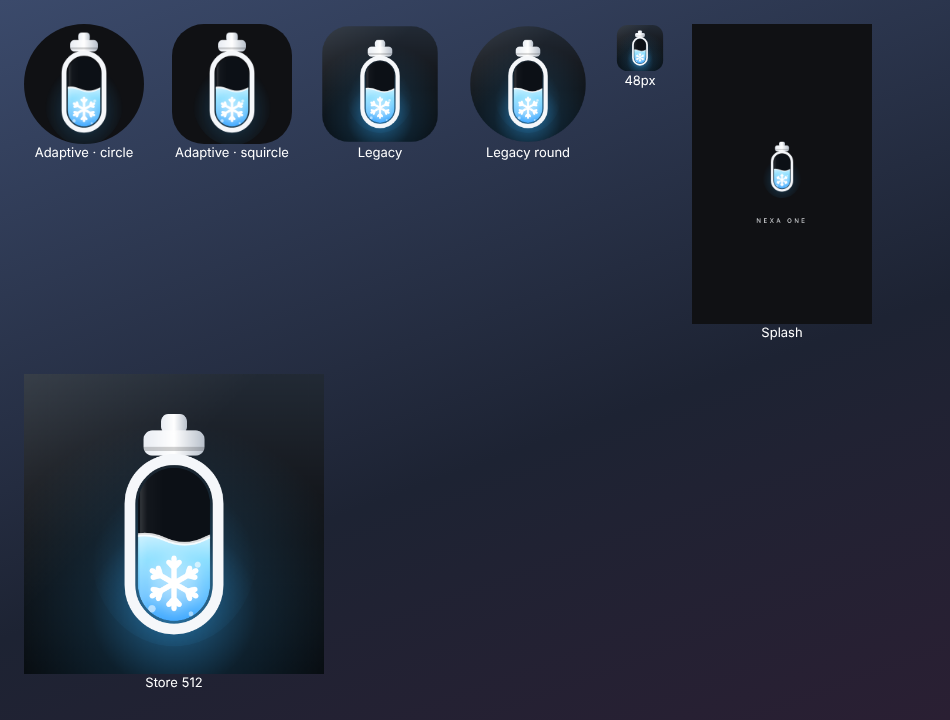 Adaptive · circle
Adaptive · squircle
Legacy
Legacy round
48px
NEXA ONE
Splash
Store 512